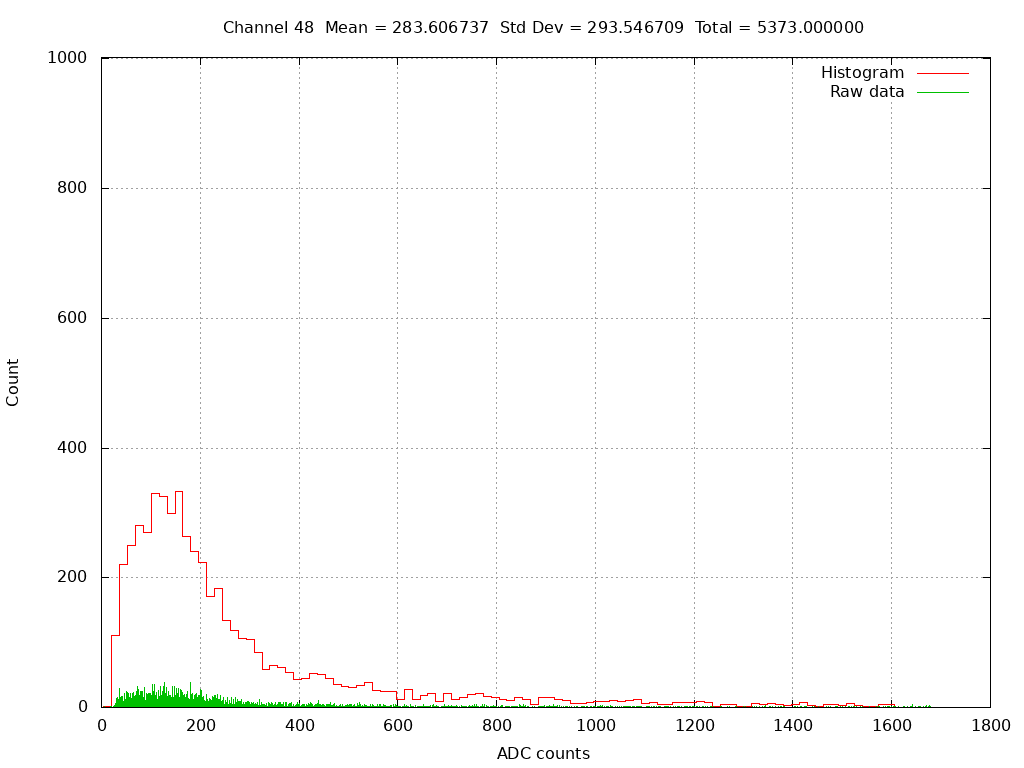 Channel 48  Mean = 283.606737  Std Dev = 293.546709  Total = 5373.000000
Histogram
Raw data
1000
800
600
400
200
0
Count
0 200 400 600 800 1000 1200 1400 1600 1800
ADC counts